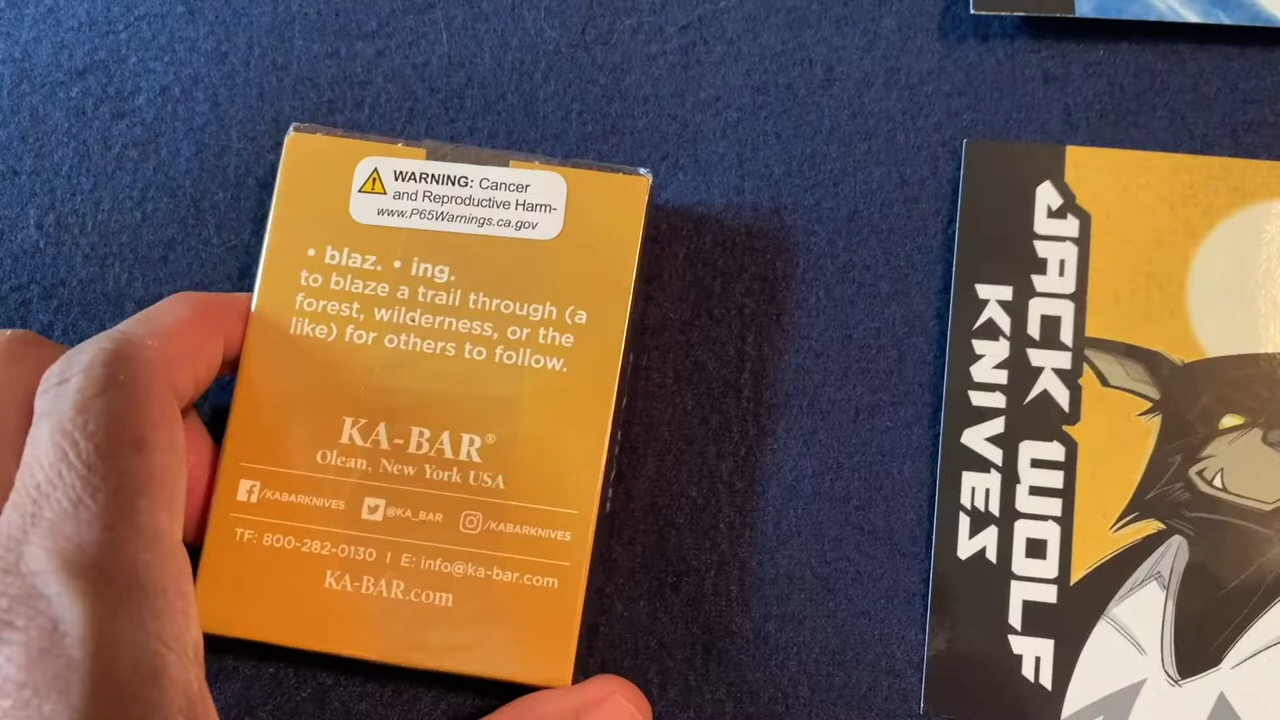 WARNING: Cancer
and Reproductive Harm-
www.P65Warnings.ca.gov
• blaz. • ing.
to blaze a trail through (a
forest, wilderness, or the
like) for others to follow.
KA-BAR®
Olean, New York USA
/KABARKNIVES @KA_BAR /KABARKNIVES
TF: 800-282-0130 | E: info@ka-bar.com
KA-BAR.com
JACK WOLF
KNIVES